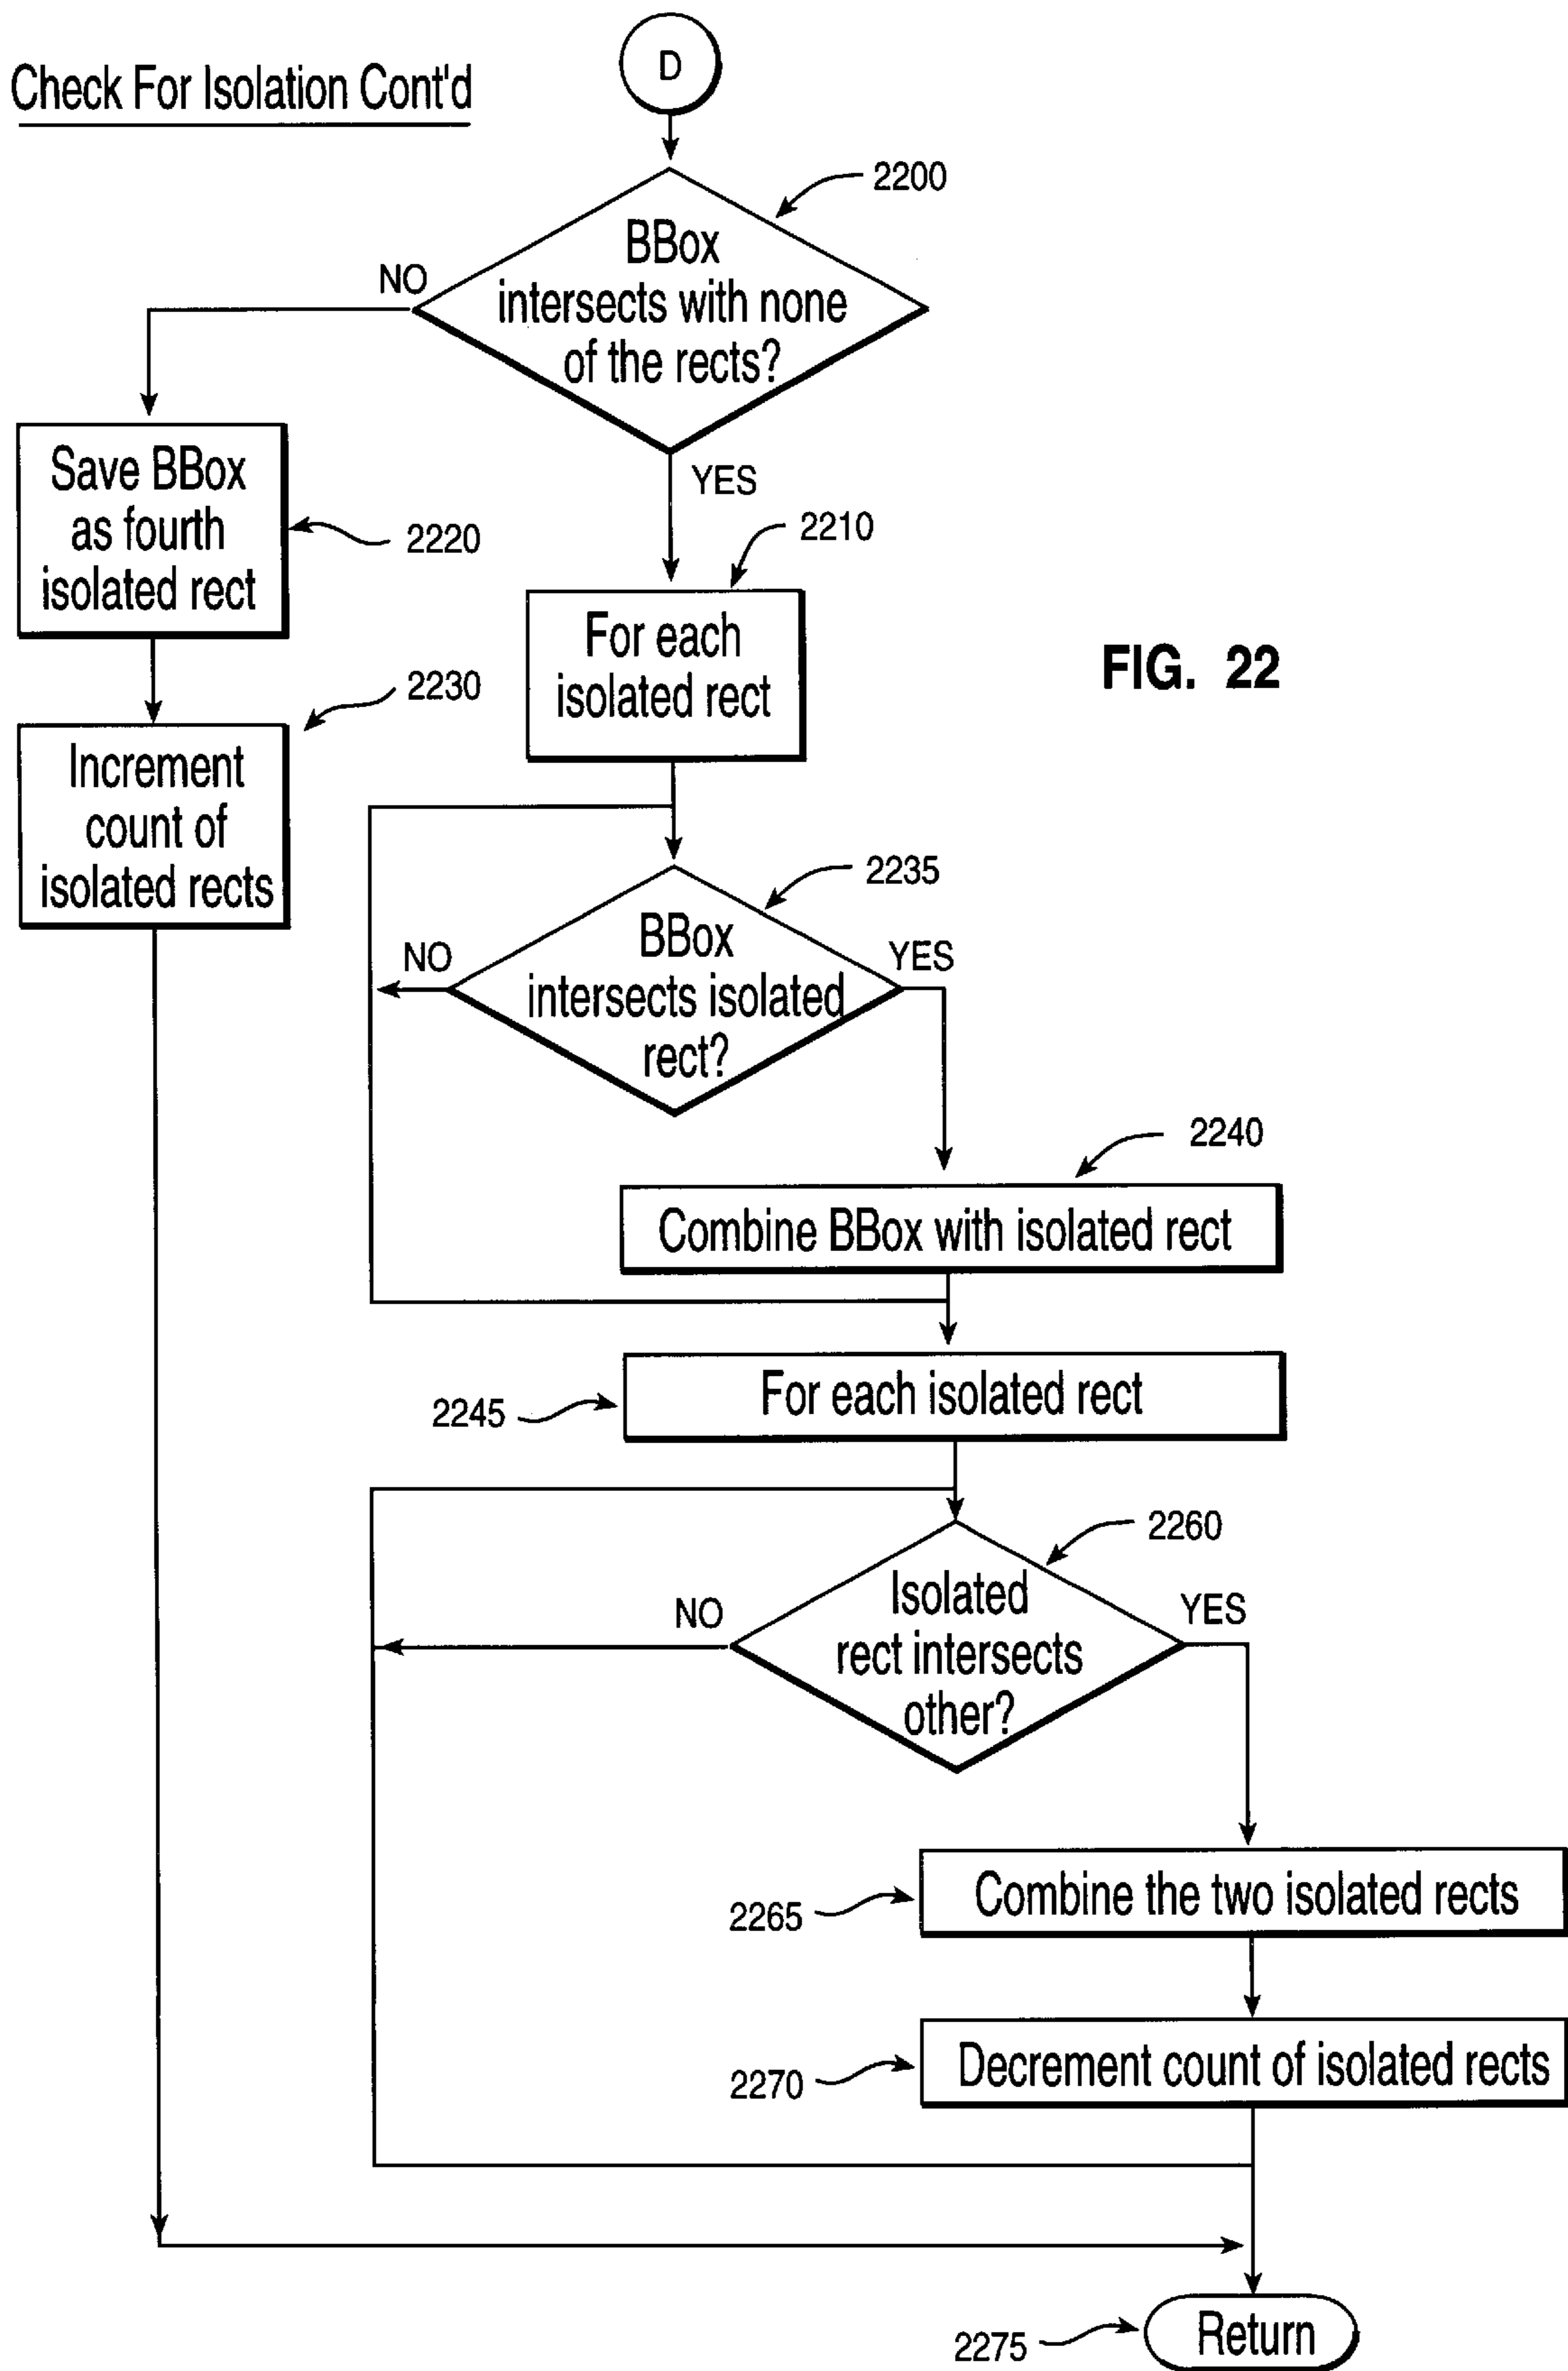 Check For Isolation Cont'd
D
2200
BBox
intersects with none
of the rects?
NO
YES
Save BBox
as fourth
isolated rect
2220
2210
For each
isolated rect
FIG. 22
2230
Increment
count of
isolated rects
2235
BBox
intersects isolated
rect?
NO
YES
2240
Combine BBox with isolated rect
2245
For each isolated rect
2260
Isolated
rect intersects
other?
NO
YES
2265
Combine the two isolated rects
2270
Decrement count of isolated rects
2275
Return